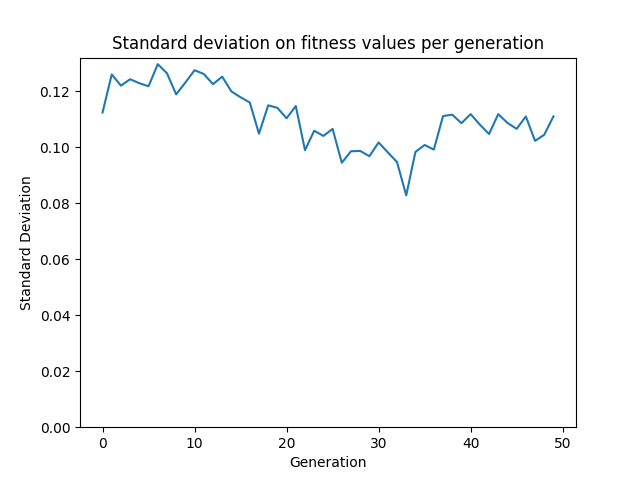 Standard deviation on fitness values per generation
0.12
0.10
0.08
0.06
0.04
0.02
0.00
Standard Deviation
0 10 20 30 40 50
Generation